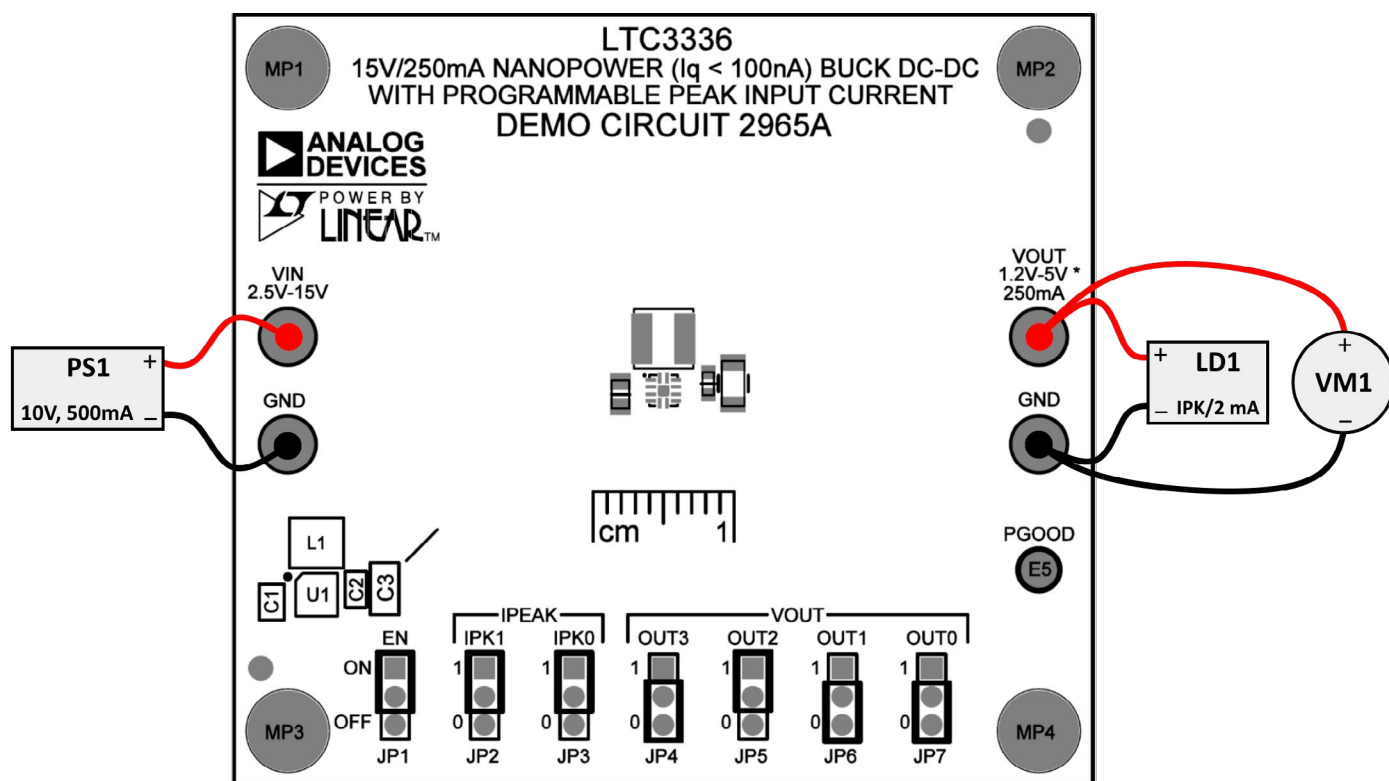 LTC3336
15V/250mA NANOPOWER (Iq < 100nA) BUCK DC-DC
WITH PROGRAMMABLE PEAK INPUT CURRENT
DEMO CIRCUIT 2965A
MP1
MP2
ANALOG
DEVICES
POWER BY
LINEAR™
VIN
2.5V-15V
VOUT
1.2V-5V *
250mA
PS1
+
10V, 500mA
–
GND
GND
LD1
+
– IPK/2 mA
+
VM1
–
cm 1
PGOOD
E5
L1
C1
U1
C2
C3
IPEAK
VOUT
EN
IPK1
IPK0
OUT3
OUT2
OUT1
OUT0
ON
1
1
1
1
1
1
OFF
0
0
0
0
0
0
JP1
JP2
JP3
JP4
JP5
JP6
JP7
MP3
MP4